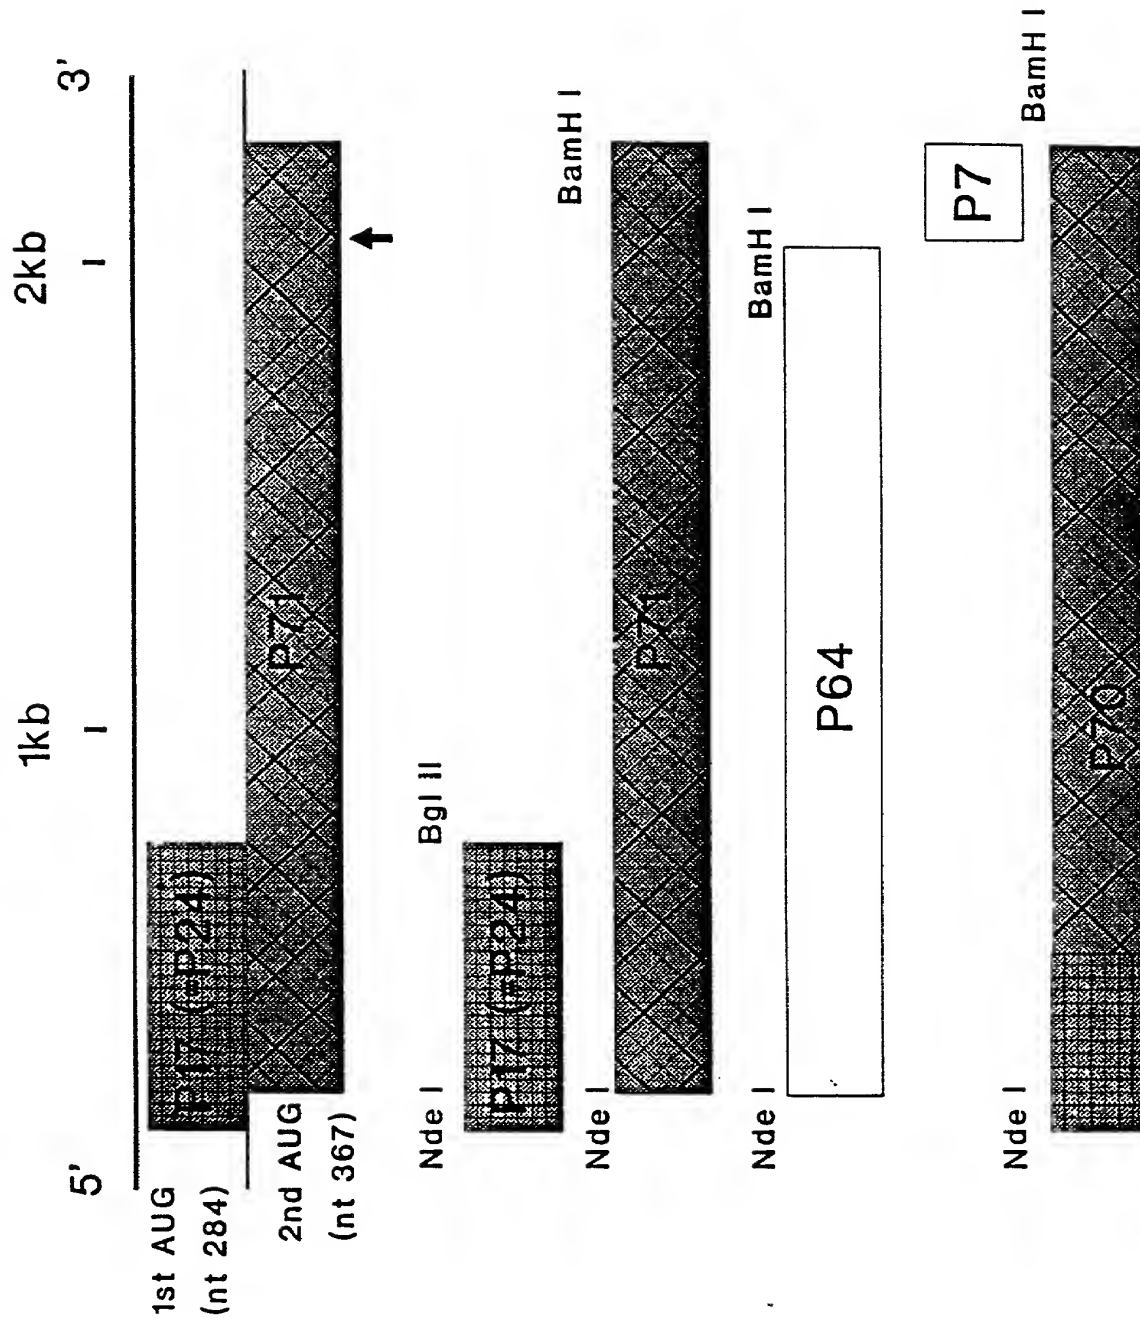 5'
1kb
2kb
3'
1st AUG
(nt 284)
P17 (=P24)
2nd AUG
(nt 367)
P71
Nde I
Bgl II
P17 (=P24)
Nde I
BamH I
P71
Nde I
BamH I
P64
P7
Nde I
BamH I
P70